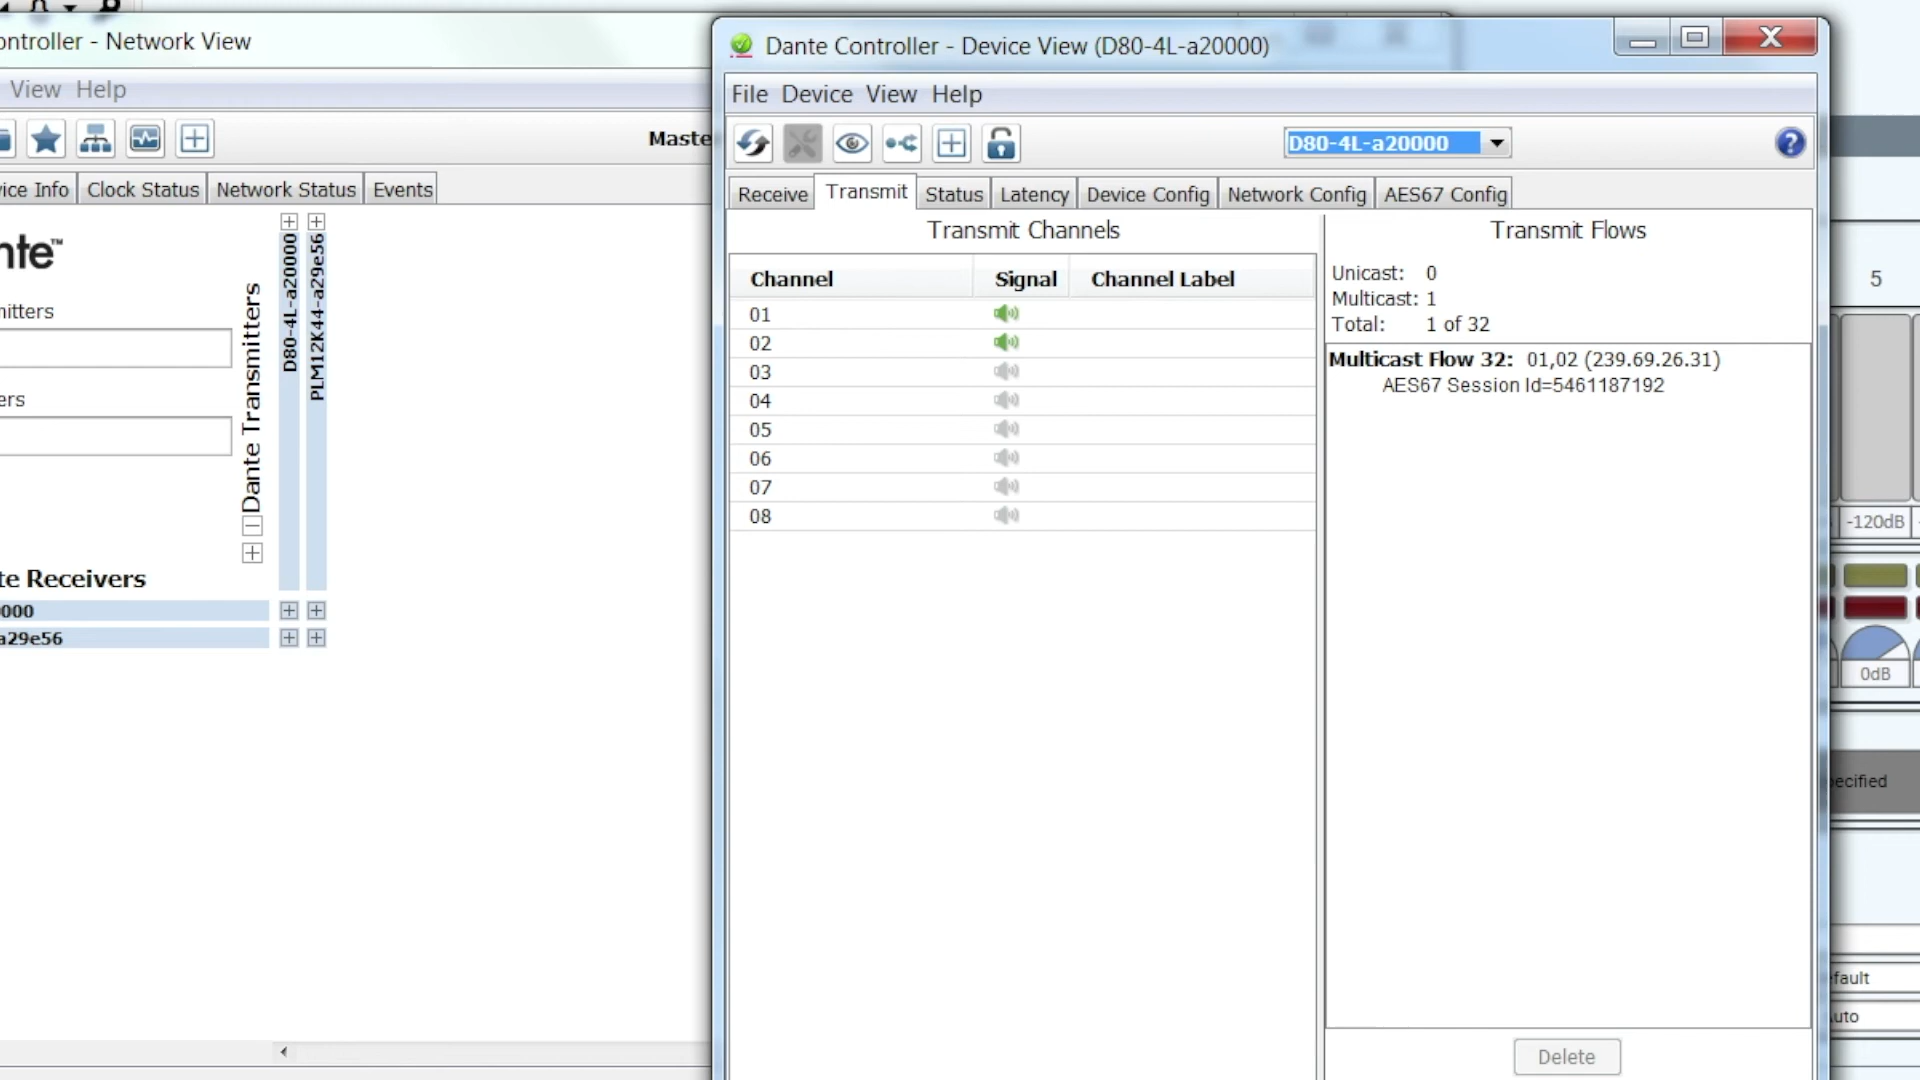 ontroller - Network View
View Help
Maste
ice Info
Clock Status
Network Status
Events
nte™
D80-4L-a20000
PLM12K44-a29e56
Dante Transmitters
nitters
ers
te Receivers
0000
a29e56
Dante Controller - Device View (D80-4L-a20000)
File Device View Help
D80-4L-a20000
Receive
Transmit
Status
Latency
Device Config
Network Config
AES67 Config
Transmit Channels
Channel Signal Channel Label
01
02
03
04
05
06
07
08
Transmit Flows
Unicast: 0
Multicast: 1
Total: 1 of 32
Multicast Flow 32: 01,02 (239.69.26.31)
AES67 Session Id=5461187192
Delete
5
-120dB
0dB
ecified
fault
uto